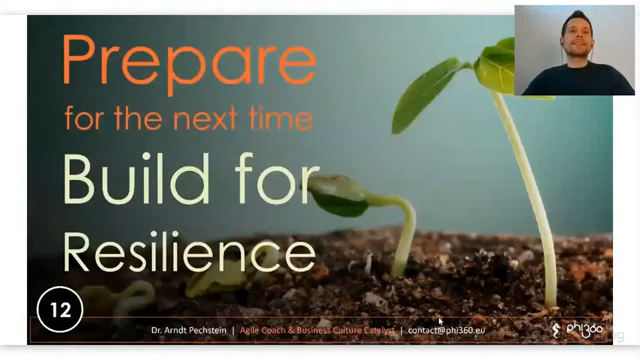 Prepare
for the next time
Build for
Resilience
12
Dr. Arndt Pechstein | Agile Coach & Business Culture Catalyst | contact@phi360.eu
phi360